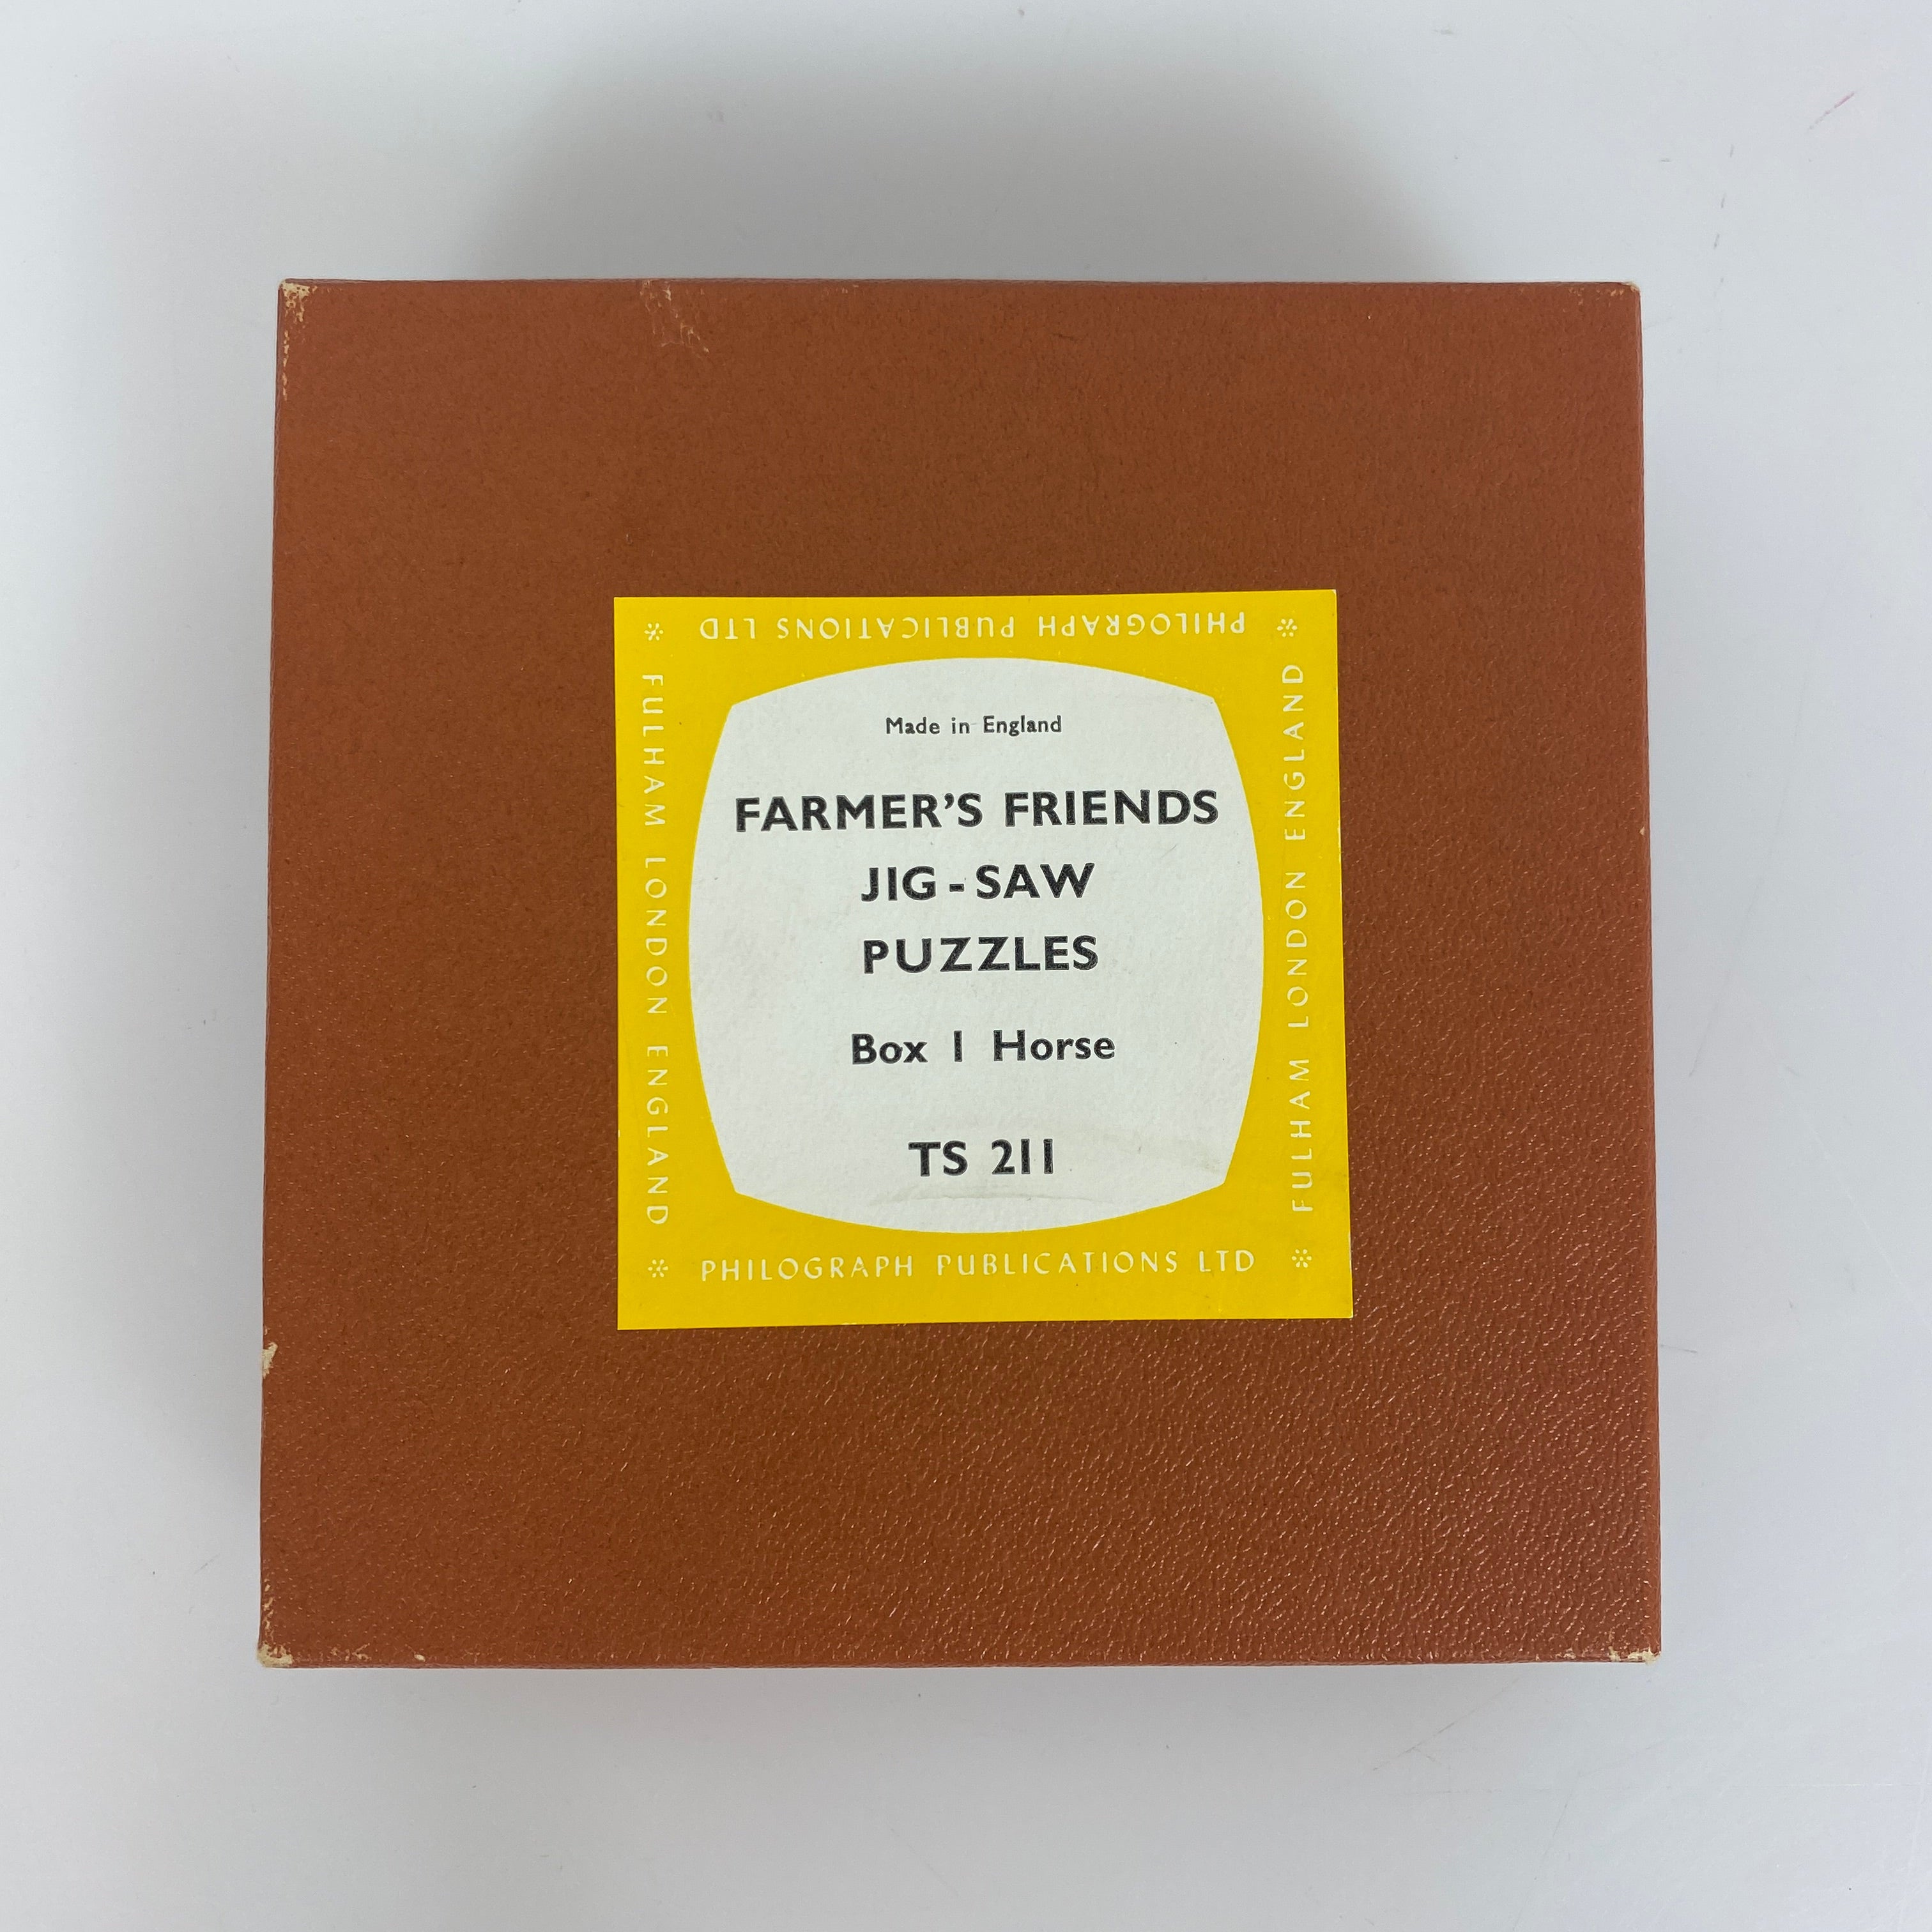 PHILOGRAPH PUBLICATIONS LTD
FULHAM LONDON ENGLAND
Made in England
FARMER'S FRIENDS
JIG-SAW
PUZZLES
Box 1 Horse
TS 211
FULHAM LONDON ENGLAND
PHILOGRAPH PUBLICATIONS LTD